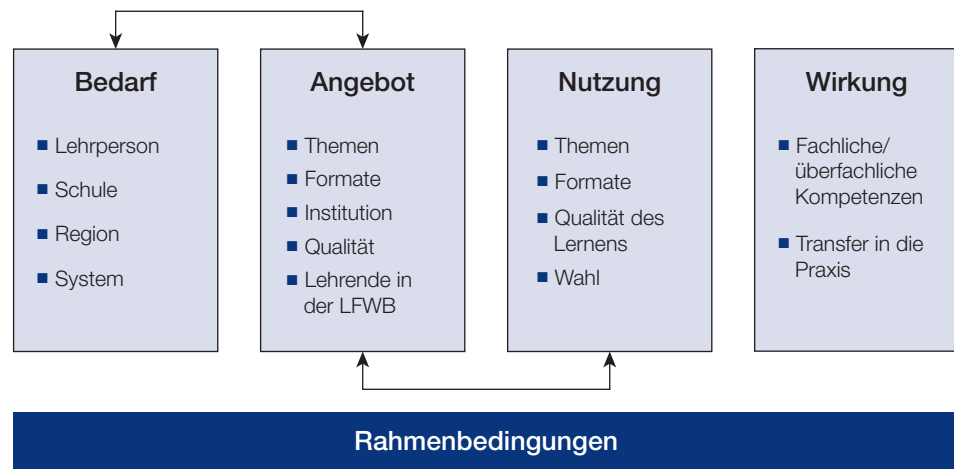 Bedarf
Lehrperson
Schule
Region
System
Angebot
Themen
Formate
Institution
Qualität
Lehrende in
der LFWB
Nutzung
Themen
Formate
Qualität des
Lernens
Wahl
Wirkung
Fachliche/
überfachliche
Kompetenzen
Transfer in die
Praxis
Rahmenbedingungen